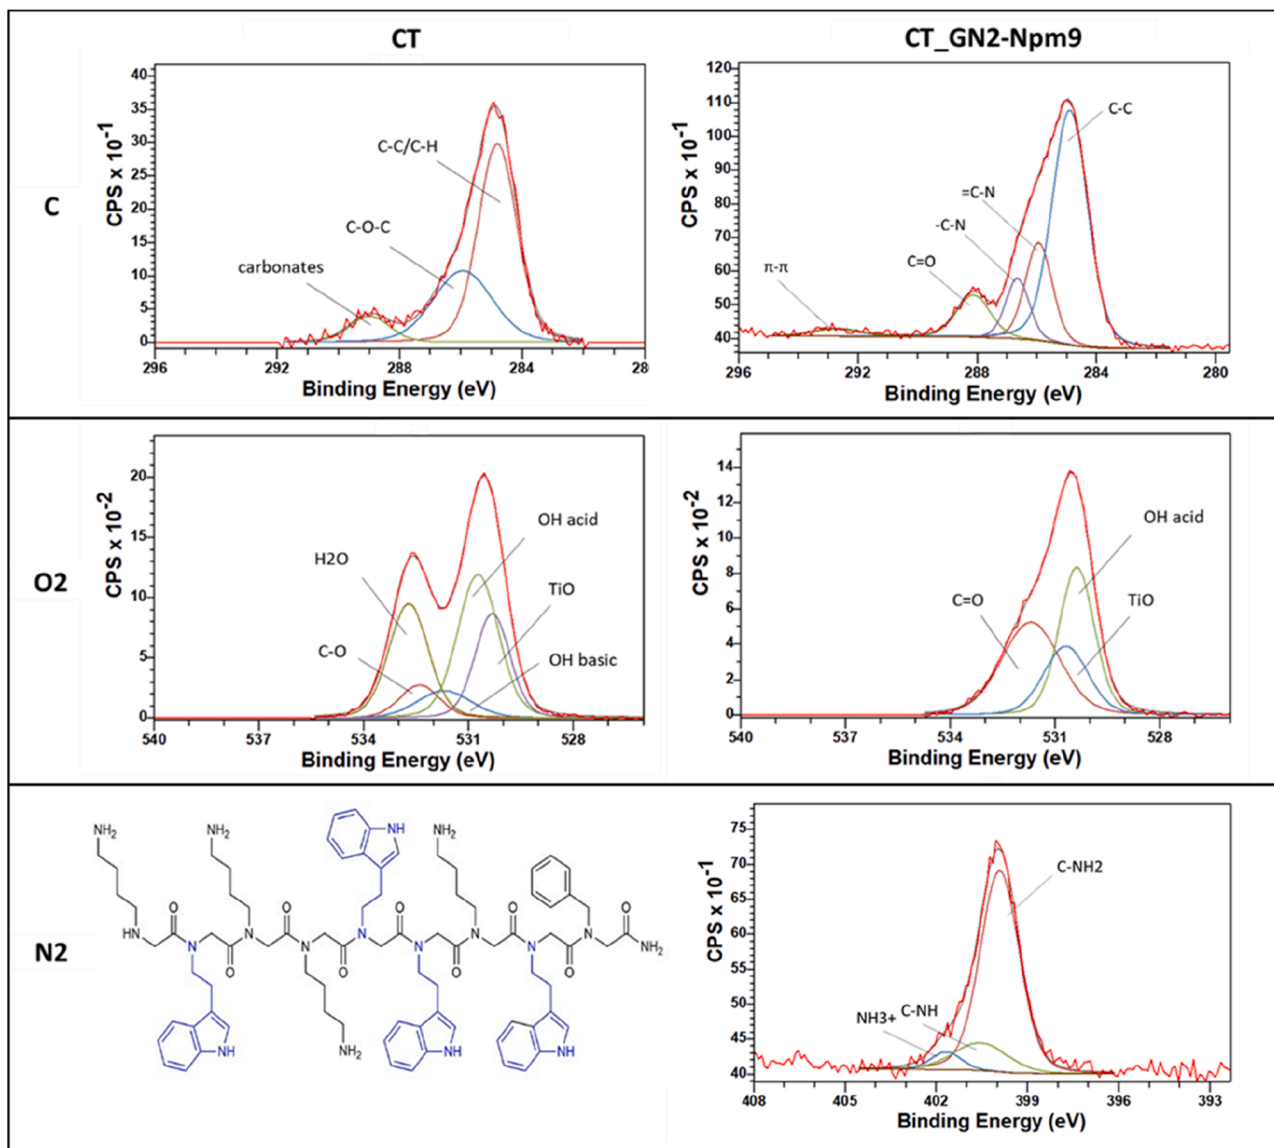 CT
CT_GN2-Npm9
C
CPS x 10-1
40
35
30
25
20
15
10
5
0
C-C/C-H
C-O-C
carbonates
296 292 288 284 28
Binding Energy (eV)
CPS x 10-1
120
110
100
90
80
70
60
50
40
C-C
=C-N
-C-N
C=O
π-π
296 292 288 284 280
Binding Energy (eV)
O2
CPS x 10-2
20
15
10
5
0
OH acid
H2O
TiO
C-O
OH basic
540 537 534 531 528
Binding Energy (eV)
CPS x 10-2
14
12
10
8
6
4
2
0
OH acid
C=O
TiO
540 537 534 531 528
Binding Energy (eV)
N2
NH2 NH2 NH NH2
O O O O O
HN N N N N N N N N NH2
O O O O
NH NH2 NH NH
CPS x 10-1
75
70
65
60
55
50
45
40
C-NH2
NH3+ C-NH
408 405 402 399 396 393
Binding Energy (eV)